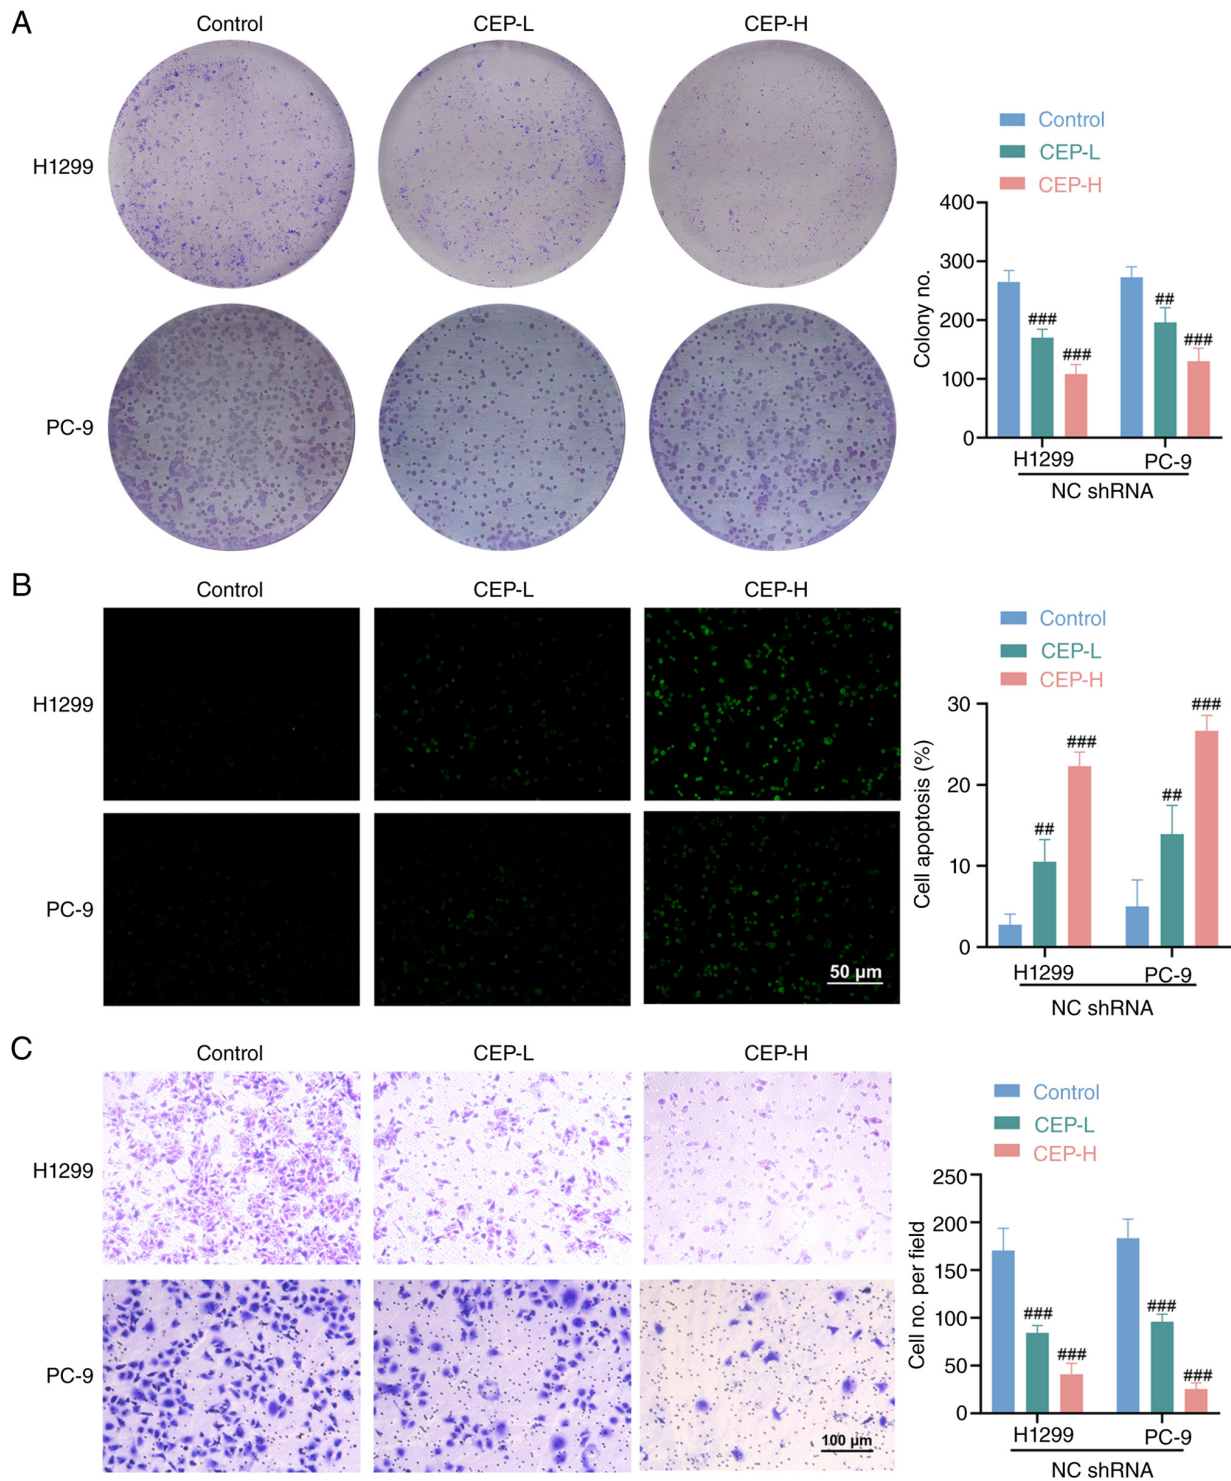 A
Control CEP-L CEP-H
H1299
PC-9
Control
CEP-L
CEP-H
400
300
200
100
0
Colony no.
###
###
##
###
H1299 PC-9
NC shRNA
B
Control CEP-L CEP-H
H1299
PC-9
50 µm
Control
CEP-L
CEP-H
30
20
10
0
Cell apoptosis (%)
##
###
##
###
H1299 PC-9
NC shRNA
C
Control CEP-L CEP-H
H1299
PC-9
100 µm
Control
CEP-L
CEP-H
250
200
150
100
50
0
Cell no. per field
###
###
###
###
H1299 PC-9
NC shRNA